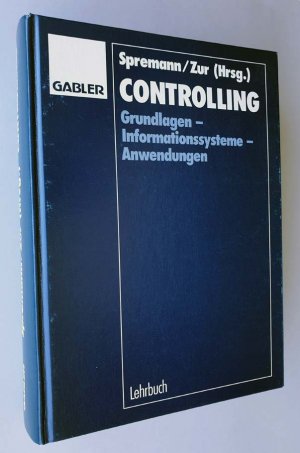 Spremann/Zur (Hrsg.)
GABLER
CONTROLLING
Grundlagen –
Informationssysteme –
Anwendungen
Lehrbuch